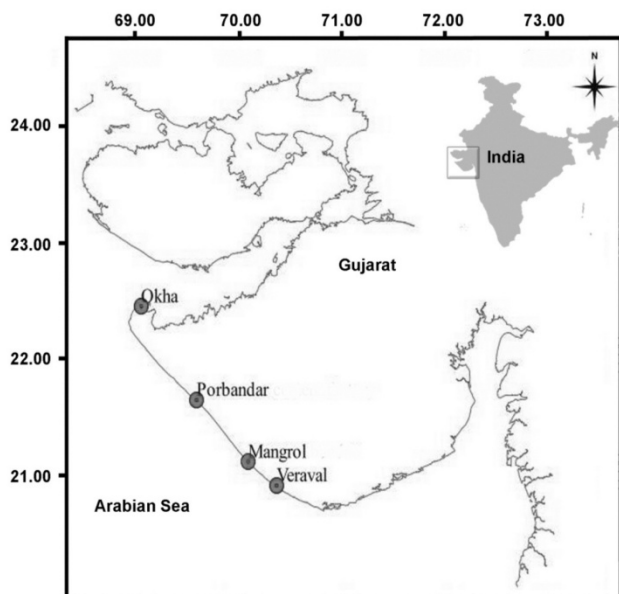 69.00 70.00 71.00 72.00 73.00
N
24.00
India
23.00
Gujarat
Okha
22.00
Porbandar
Mangrol
21.00
Veraval
Arabian Sea